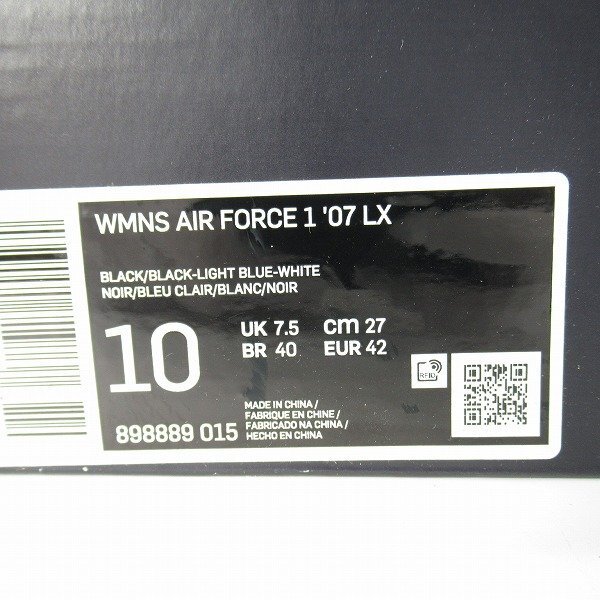 WMNS AIR FORCE 1 '07 LX
BLACK/BLACK-LIGHT BLUE-WHITE
NOIR/BLEU CLAIR/BLANC/NOIR
10
UK 7.5 cm 27
BR 40 EUR 42
RFID
898889 015
MADE IN CHINA /
FABRIQUE EN CHINE /
FABRICADO NA CHINA /
HECHO EN CHINA